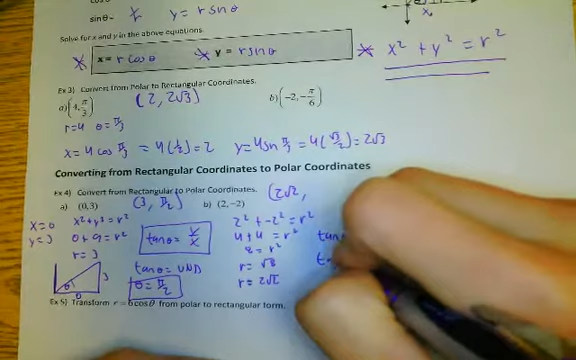 sinθ= y/r y = r sin θ
Solve for x and y in the above equations.
* x = r cos θ * y = r sin θ * x² + y² = r²
Ex 3) Convert from Polar to Rectangular Coordinates.
a) (4, π/3) (2, 2√3) b) (-2, -π/6)
r=4 θ=π/3
x = 4 cos π/3 = 4(1/2) = 2 y = 4 sin π/3 = 4(√3/2) = 2√3
Converting from Rectangular Coordinates to Polar Coordinates
Ex 4) Convert from Rectangular to Polar Coordinates. (2√2,
a) (0,3) (3, π/2) b) (2,-2)
x=0 x²+y²=r² 2² + -2² = r²
y=3 0+9=r² tanθ = y/x 4+4=r² tan
r=3 8=r²
tanθ = UND r=√8
θ = π/2 r=2√2
θ 3
0
Ex 5) Transform r = 6cosθ from polar to rectangular form.